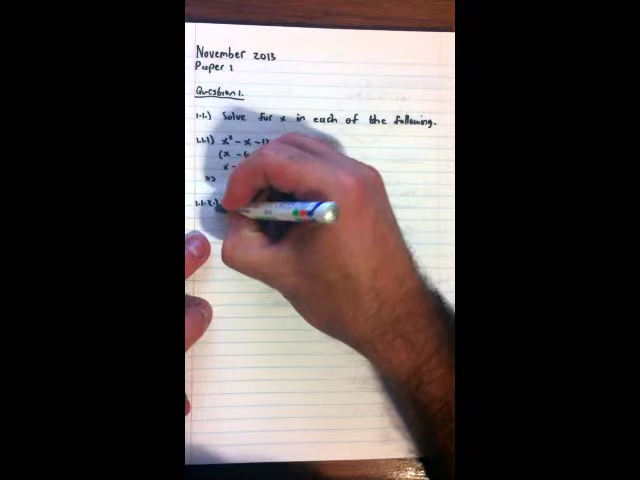 November 2013
Paper 1
Question 1.
1.1.) Solve for x in each of the following.
1.1.1) x² - x - 12
(x -
x -
1.1.2.)